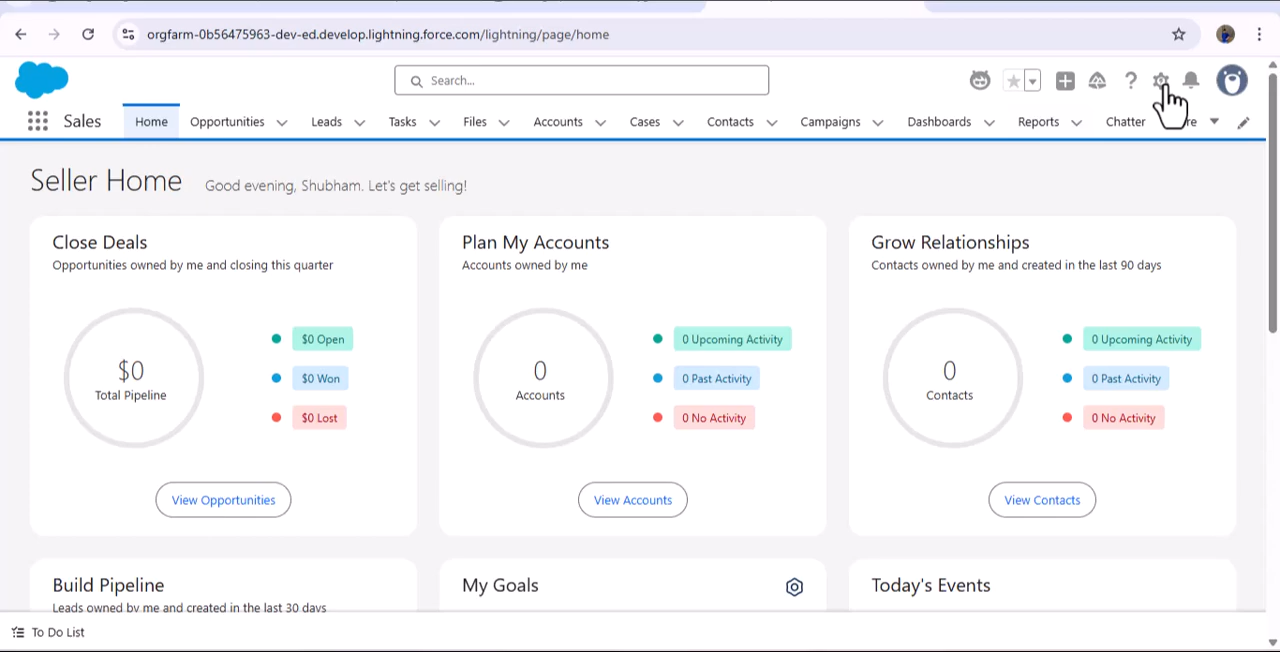 orgfarm-0b56475963-dev-ed.develop.lightning.force.com/lightning/page/home
Search...
Sales Home Opportunities Leads Tasks Files Accounts Cases Contacts Campaigns Dashboards Reports Chatter
Seller Home Good evening, Shubham. Let's get selling!
Close Deals
Opportunities owned by me and closing this quarter
$0
Total Pipeline
$0 Open
$0 Won
$0 Lost
View Opportunities
Plan My Accounts
Accounts owned by me
0
Accounts
0 Upcoming Activity
0 Past Activity
0 No Activity
View Accounts
Grow Relationships
Contacts owned by me and created in the last 90 days
0
Contacts
0 Upcoming Activity
0 Past Activity
0 No Activity
View Contacts
Build Pipeline
Leads owned by me and created in the last 30 days
My Goals
Today's Events
To Do List